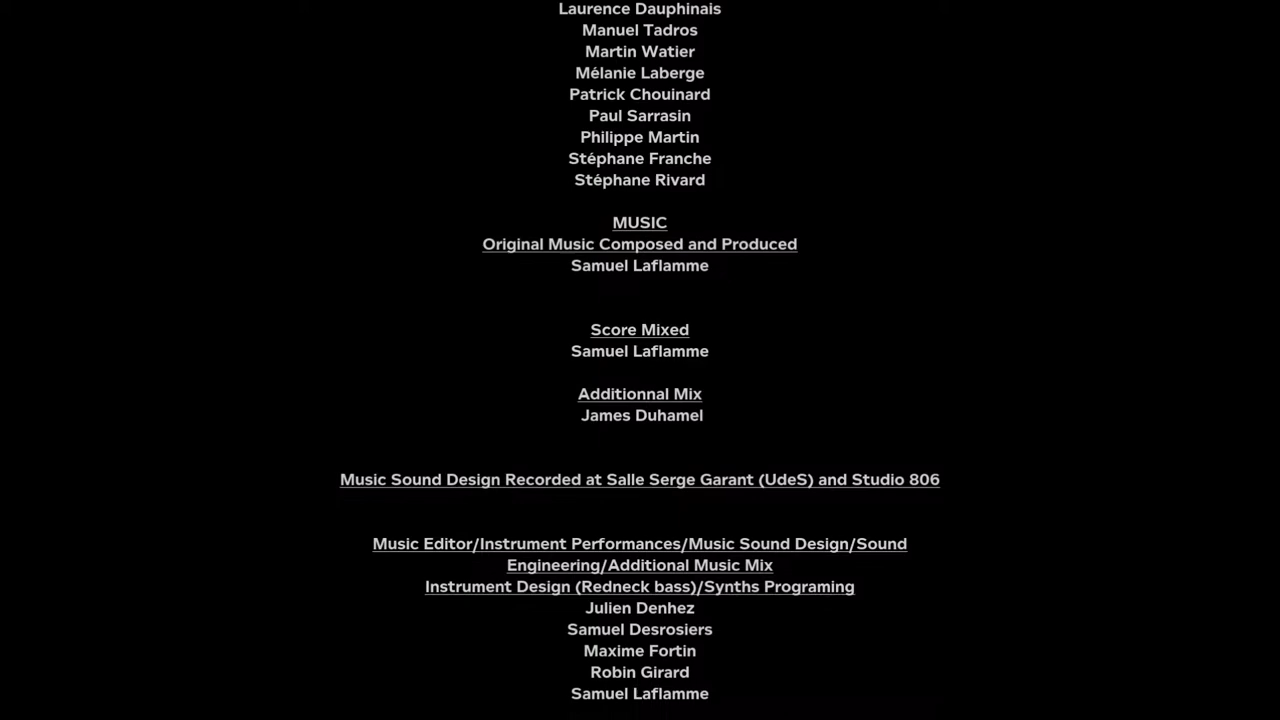 Laurence Dauphinais
Manuel Tadros
Martin Watier
Mélanie Laberge
Patrick Chouinard
Paul Sarrasin
Philippe Martin
Stéphane Franche
Stéphane Rivard
MUSIC
Original Music Composed and Produced
Samuel Laflamme
Score Mixed
Samuel Laflamme
Additionnal Mix
James Duhamel
Music Sound Design Recorded at Salle Serge Garant (UdeS) and Studio 806
Music Editor/Instrument Performances/Music Sound Design/Sound
Engineering/Additional Music Mix
Instrument Design (Redneck bass)/Synths Programing
Julien Denhez
Samuel Desrosiers
Maxime Fortin
Robin Girard
Samuel Laflamme